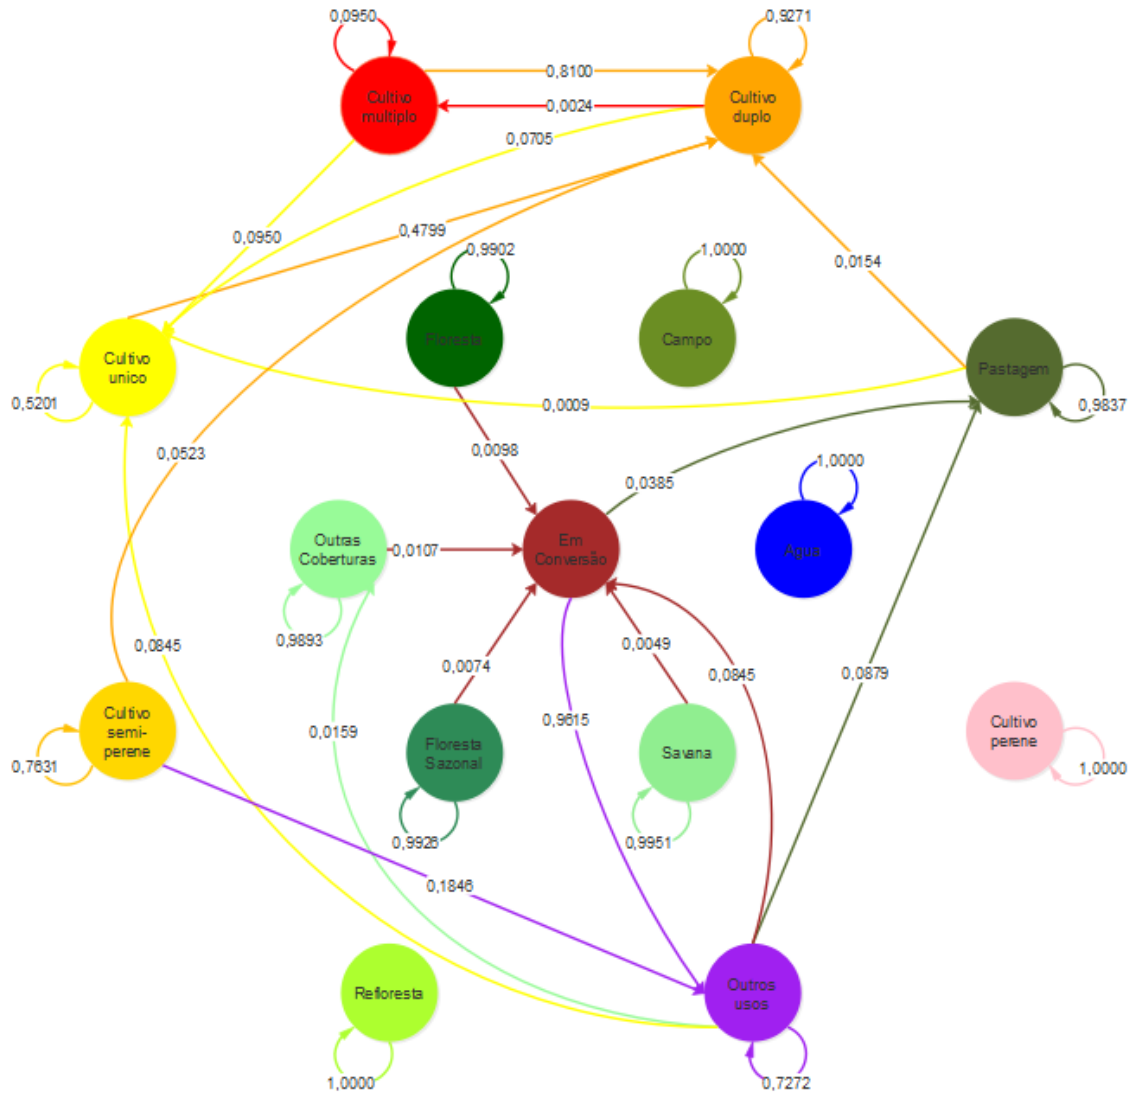 0,0950
0,9271
Cultivo
multiplo
0,8100
0,0024
Cultivo
duplo
0,0705
0,0950
0,4799
0,9902
1,0000
0,0154
Floresta
Campo
Cultivo
unico
Pastagem
0,5201
0,0009
0,9837
0,0523
0,0098
1,0000
0,0385
Outras
Coberturas
0,0107
Em
Conversão
Agua
0,9893
0,0845
0,0074
0,0049
0,0845
0,0879
Cultivo
semi-
perene
0,0159
0,9615
Floresta
Sazonal
Savana
Cultivo
perene
0,7631
1,0000
0,9926
0,9951
0,1846
Refloresta
Outros
usos
1,0000
0,7272